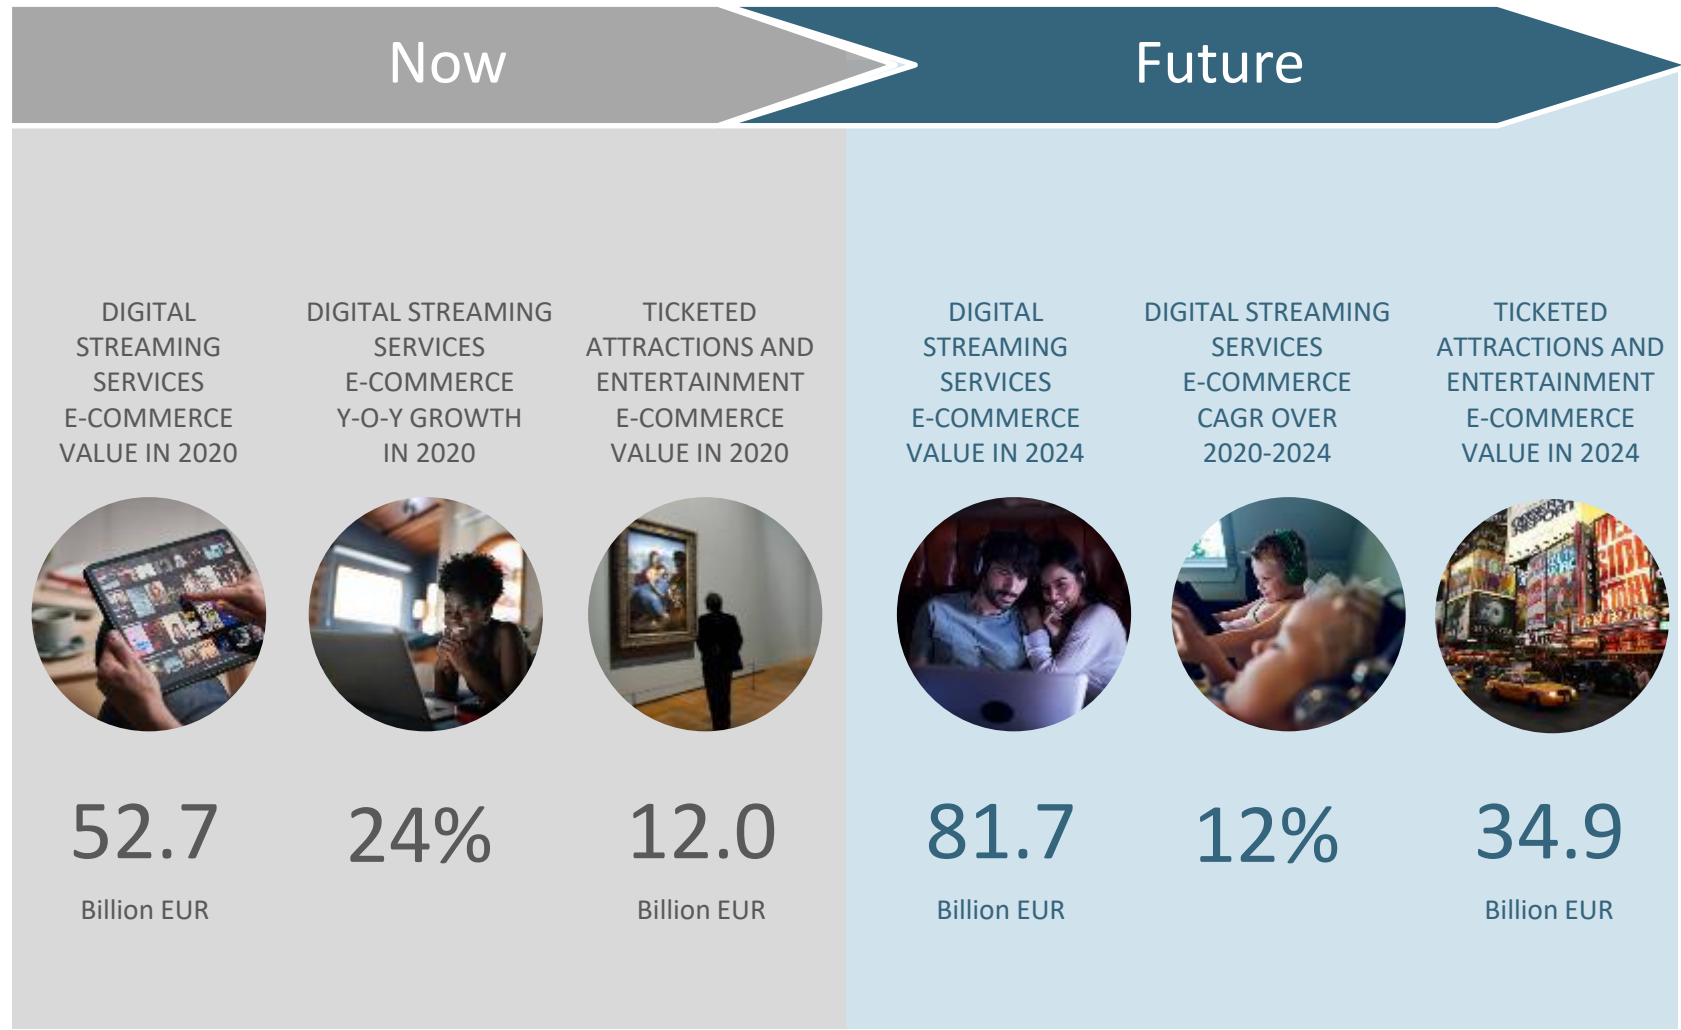 Now
Future
DIGITAL
STREAMING
SERVICES
E-COMMERCE
VALUE IN 2020
DIGITAL STREAMING
SERVICES
E-COMMERCE
Y-O-Y GROWTH
IN 2020
TICKETED
ATTRACTIONS AND
ENTERTAINMENT
E-COMMERCE
VALUE IN 2020
DIGITAL
STREAMING
SERVICES
E-COMMERCE
VALUE IN 2024
DIGITAL STREAMING
SERVICES
E-COMMERCE
CAGR OVER
2020-2024
TICKETED
ATTRACTIONS AND
ENTERTAINMENT
E-COMMERCE
VALUE IN 2024
52.7
Billion EUR
24%
12.0
Billion EUR
81.7
Billion EUR
12%
34.9
Billion EUR